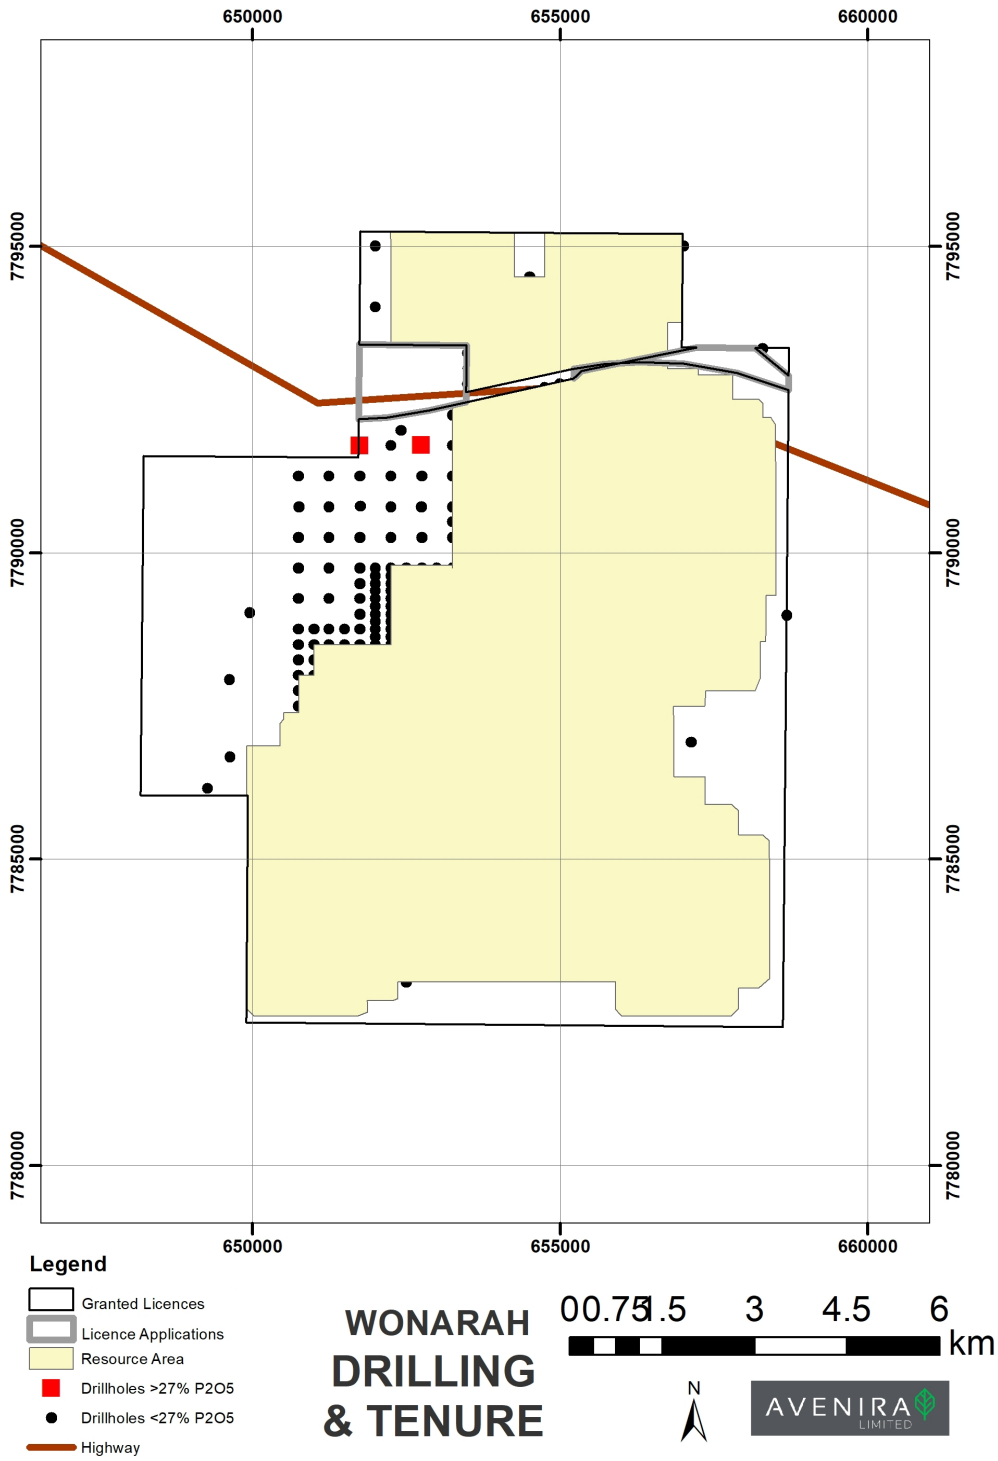 650000 655000 660000
7795000 7795000
7790000 7790000
7785000 7785000
7780000 7780000
650000 655000 660000
Legend
Granted Licences
Licence Applications
Resource Area
Drillholes >27% P2O5
Drillholes <27% P2O5
Highway
WONARAH
DRILLING
& TENURE
0 0.75 1.5 3 4.5 6
km
N
AVENIRA
LIMITED